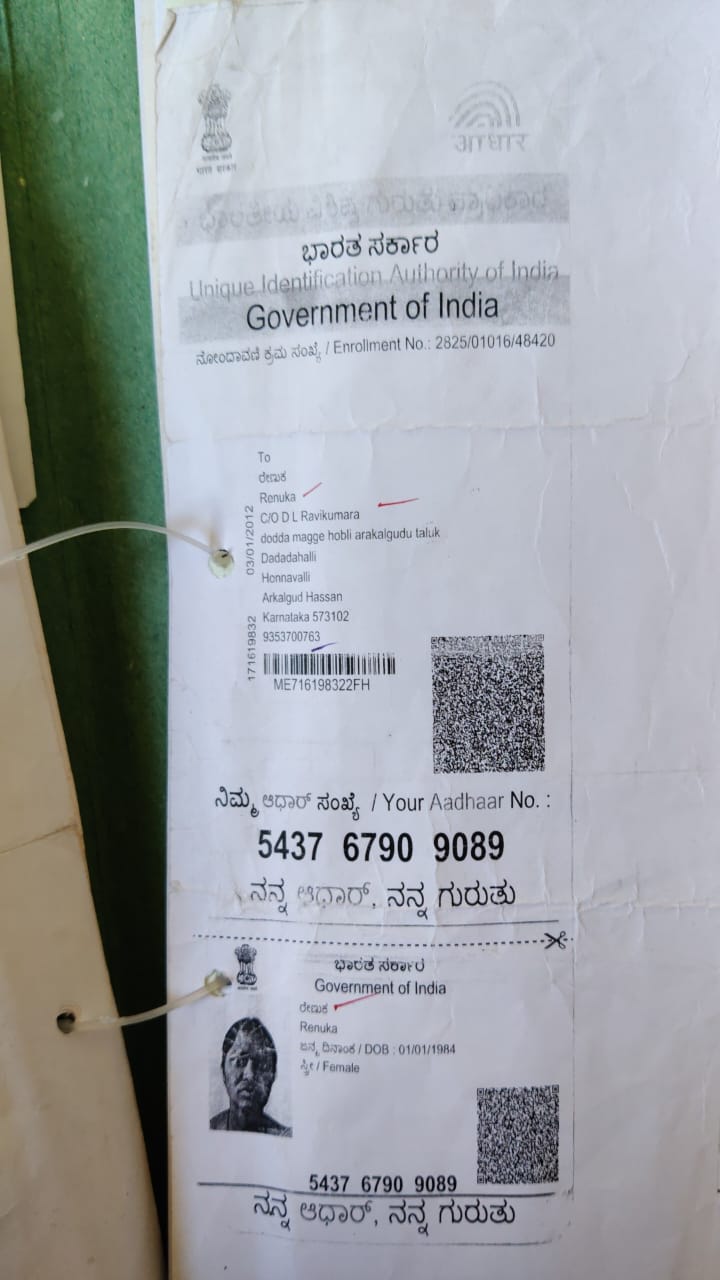 भारत सरकार
आधार
ಭಾರತೀಯ ವಿಶಿಷ್ಟ ಗುರುತು ಪ್ರಾಧಿಕಾರ
ಭಾರತ ಸರ್ಕಾರ
Unique Identification Authority of India
Government of India
ನೋಂದಾವಣಿ ಕ್ರಮ ಸಂಖ್ಯೆ / Enrollment No.: 2825/01016/48420
To
ರೇಣುಕ
Renuka
C/O D L Ravikumara
dodda magge hobli arakalgudu taluk
Dadadahalli
Honnavalli
Arkalgud Hassan
Karnataka 573102
9353700763
03/01/2012
171619832
ME716198322FH
ನಿಮ್ಮ ಆಧಾರ್ ಸಂಖ್ಯೆ / Your Aadhaar No. :
5437 6790 9089
ನನ್ನ ಆಧಾರ್, ನನ್ನ ಗುರುತು
ಭಾರತ ಸರ್ಕಾರ
Government of India
ರೇಣುಕ
Renuka
ಜನ್ಮ ದಿನಾಂಕ / DOB : 01/01/1984
ಸ್ತ್ರೀ / Female
5437 6790 9089
ನನ್ನ ಆಧಾರ್, ನನ್ನ ಗುರುತು